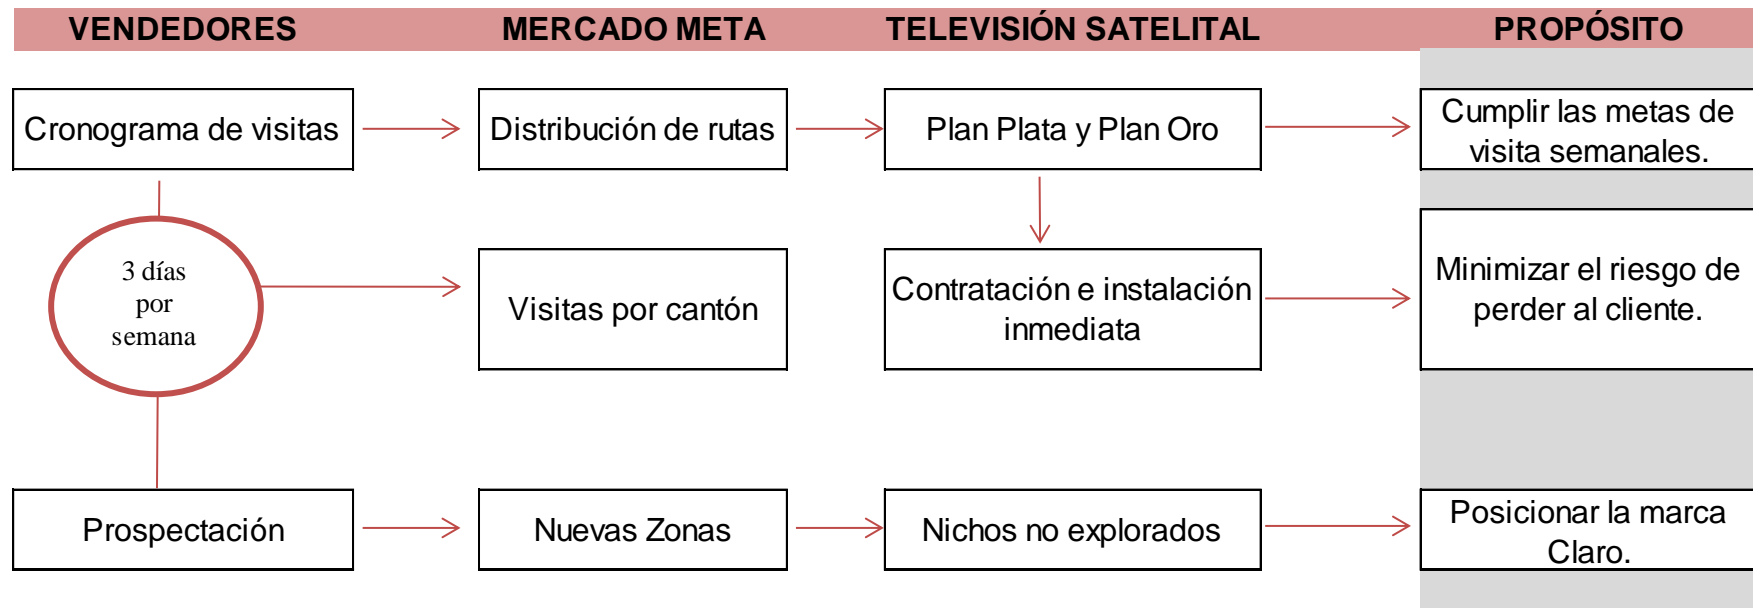 VENDEDORES MERCADO META TELEVISIÓN SATELITAL PROPÓSITO
Cronograma de visitas
Distribución de rutas
Plan Plata y Plan Oro
Cumplir las metas de
visita semanales.
3 días
por
semana
Visitas por cantón
Contratación e instalación
inmediata
Minimizar el riesgo de
perder al cliente.
Prospectación
Nuevas Zonas
Nichos no explorados
Posicionar la marca
Claro.